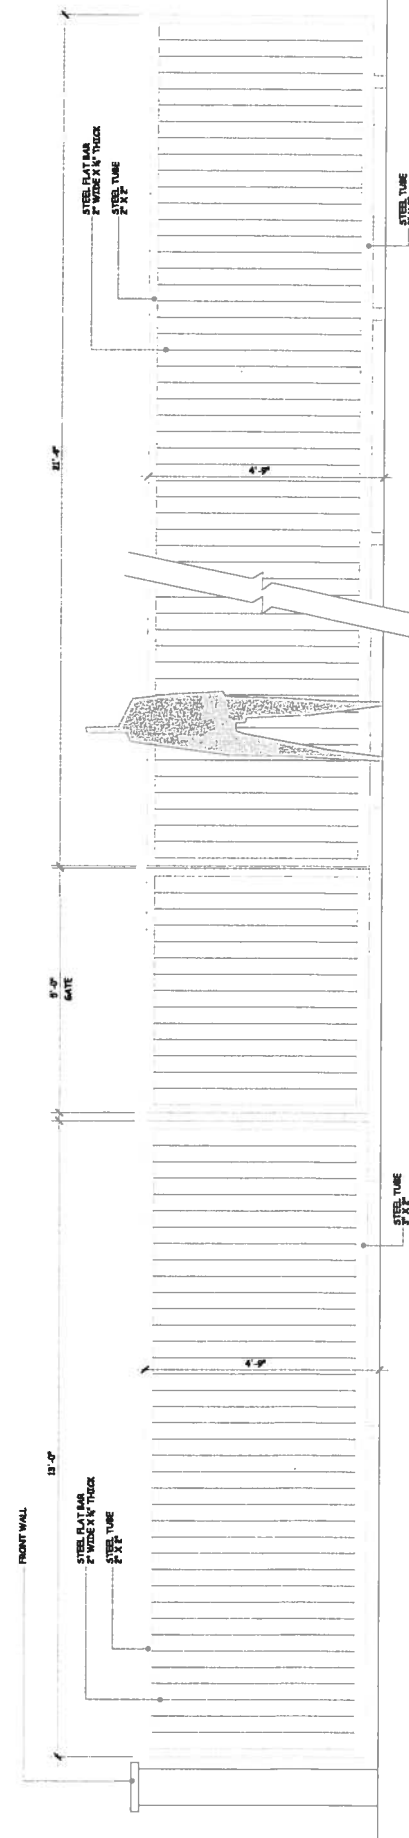 FRONT WALL
13'-0"
STEEL FLAT BAR
2" WIDE X ¼" THICK
STEEL TUBE
2" X 2"
4'-9"
STEEL TUBE
2" X 2"
5'-0"
GATE
4'-9"
STEEL FLAT BAR
2" WIDE X ¼" THICK
STEEL TUBE
2" X 2"
STEEL TUBE